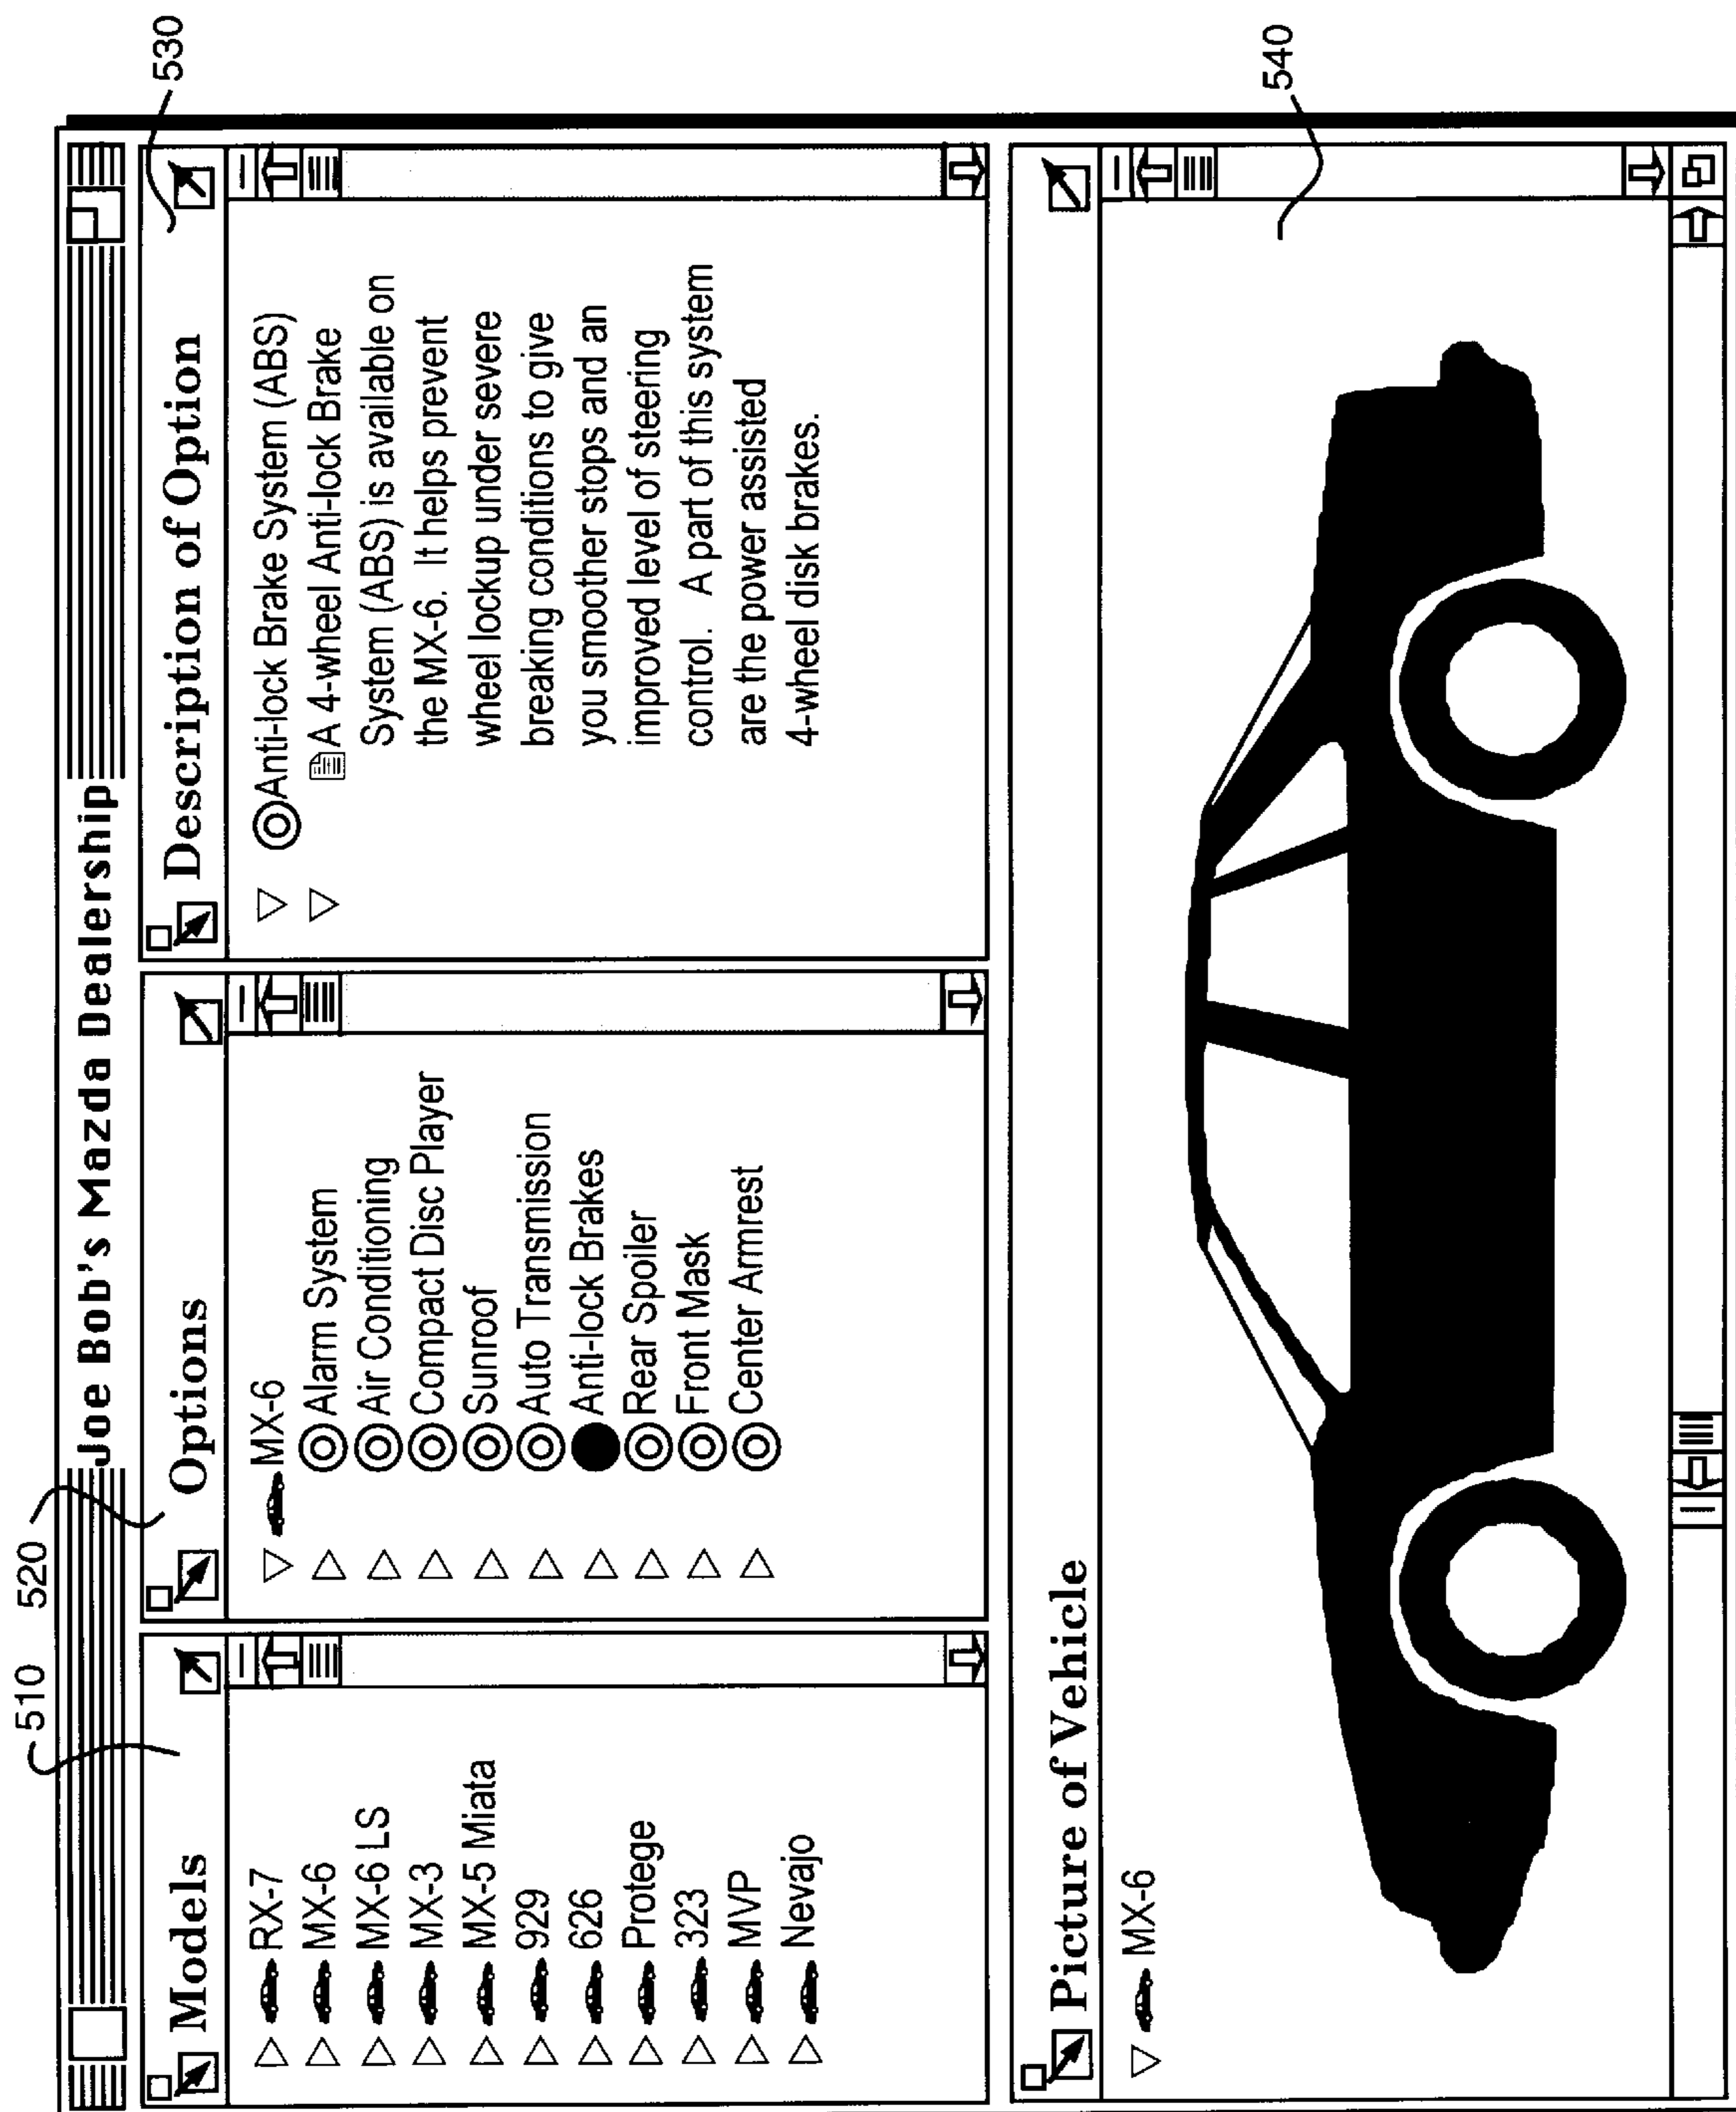 510
520
530
Joe Bob's Mazda Dealership
Models
RX-7
MX-6
MX-6 LS
MX-3
MX-5 Miata
929
626
Protege
323
MVP
Nevajo
Options
MX-6
Alarm System
Air Conditioning
Compact Disc Player
Sunroof
Auto Transmission
Anti-lock Brakes
Rear Spoiler
Front Mask
Center Armrest
Description of Option
Anti-lock Brake System (ABS)
A 4-wheel Anti-lock Brake
System (ABS) is available on
the MX-6. It helps prevent
wheel lockup under severe
breaking conditions to give
you smoother stops and an
improved level of steering
control. A part of this system
are the power assisted
4-wheel disk brakes.
Picture of Vehicle
MX-6
540